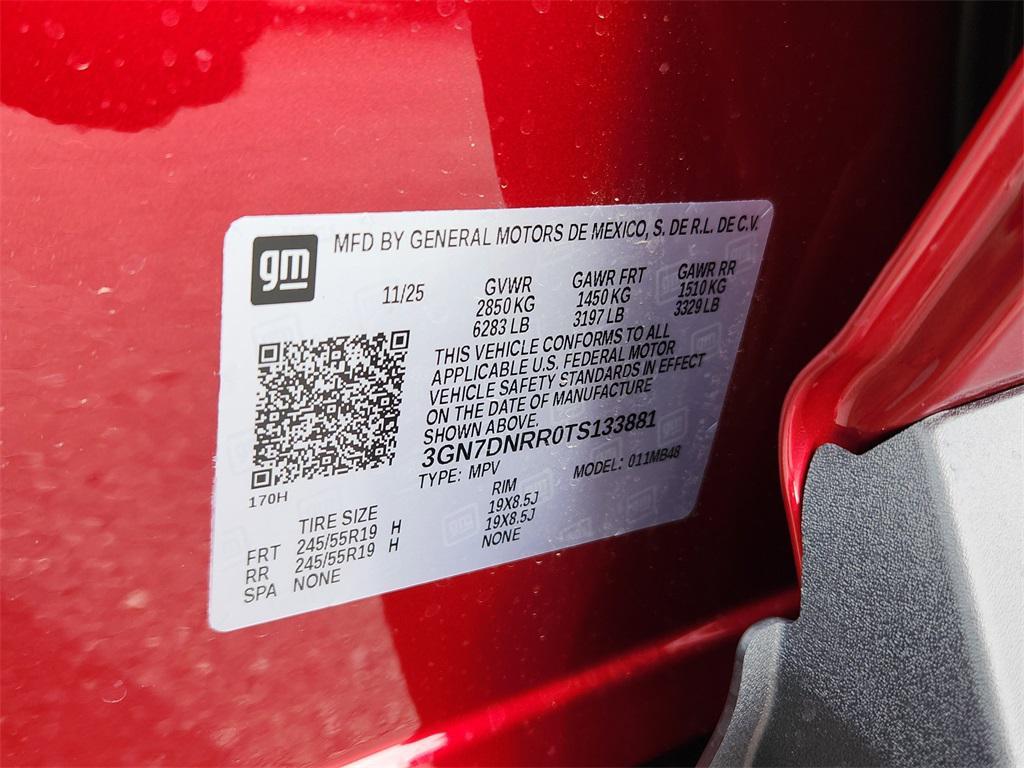 gm
MFD BY GENERAL MOTORS DE MEXICO, S. DE R.L. DE C.V.
11/25
GVWR
2850 KG
6283 LB
GAWR FRT
1450 KG
3197 LB
GAWR RR
1510 KG
3329 LB
THIS VEHICLE CONFORMS TO ALL
APPLICABLE U.S. FEDERAL MOTOR
VEHICLE SAFETY STANDARDS IN EFFECT
ON THE DATE OF MANUFACTURE
SHOWN ABOVE.
3GN7DNRR0TS133881
TYPE: MPV MODEL: 011MB48
170H
TIRE SIZE RIM
FRT 245/55R19 H 19X8.5J
RR 245/55R19 H 19X8.5J
SPA NONE NONE